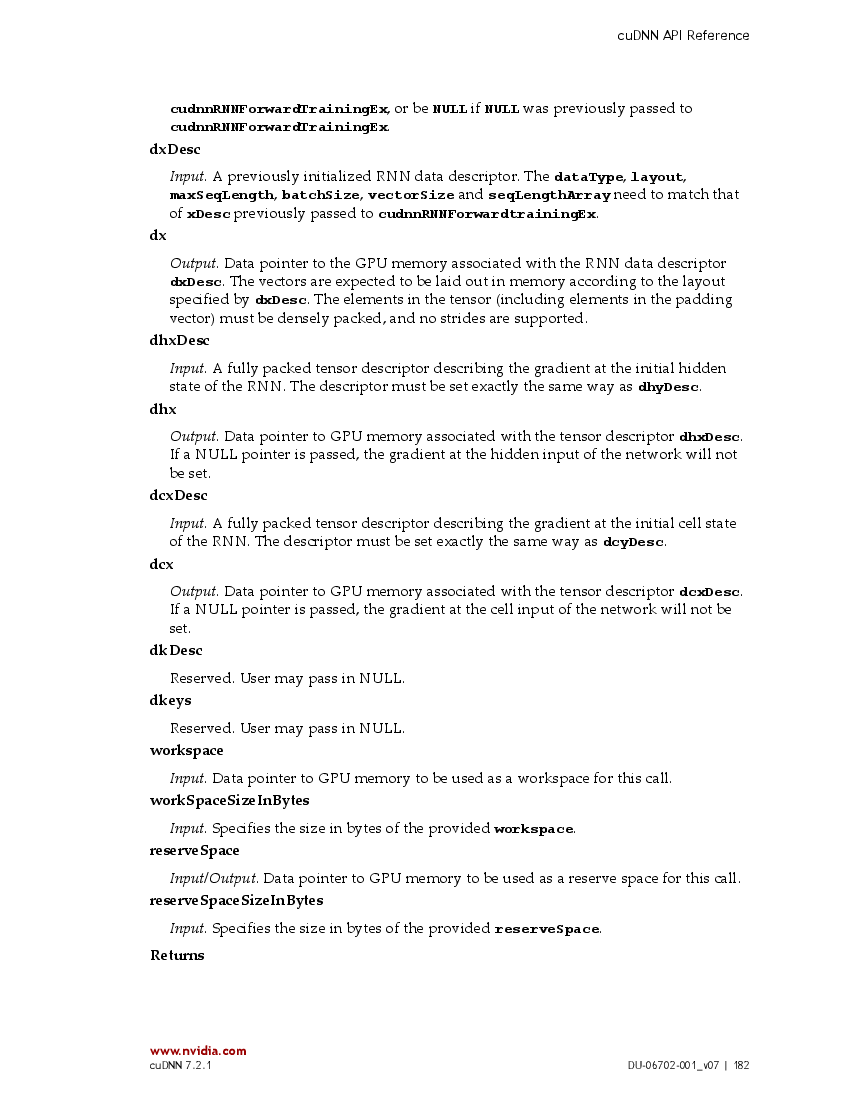 cuDNN API Reference
cudnnRNNForwardTrainingEx, or be NULL if NULL was previously passed to
cudnnRNNForwardTrainingEx.
dxDesc
Input. A previously initialized RNN data descriptor. The dataType, layout,
maxSeqLength, batchSize, vectorSize and seqLengthArray need to match that
of xDesc previously passed to cudnnRNNForwardtrainingEx.
dx
Output. Data pointer to the GPU memory associated with the RNN data descriptor
dxDesc. The vectors are expected to be laid out in memory according to the layout
specified by dxDesc. The elements in the tensor (including elements in the padding
vector) must be densely packed, and no strides are supported.
dhxDesc
Input. A fully packed tensor descriptor describing the gradient at the initial hidden
state of the RNN. The descriptor must be set exactly the same way as dhyDesc.
dhx
Output. Data pointer to GPU memory associated with the tensor descriptor dhxDesc.
If a NULL pointer is passed, the gradient at the hidden input of the network will not
be set.
dcxDesc
Input. A fully packed tensor descriptor describing the gradient at the initial cell state
of the RNN. The descriptor must be set exactly the same way as dcyDesc.
dcx
Output. Data pointer to GPU memory associated with the tensor descriptor dcxDesc.
If a NULL pointer is passed, the gradient at the cell input of the network will not be
set.
dkDesc
Reserved. User may pass in NULL.
dkeys
Reserved. User may pass in NULL.
workspace
Input. Data pointer to GPU memory to be used as a workspace for this call.
workSpaceSizeInBytes
Input. Specifies the size in bytes of the provided workspace.
reserveSpace
Input/Output. Data pointer to GPU memory to be used as a reserve space for this call.
reserveSpaceSizeInBytes
Input. Specifies the size in bytes of the provided reserveSpace.
Returns
www.nvidia.com
cuDNN 7.2.1
DU-06702-001_v07 | 182